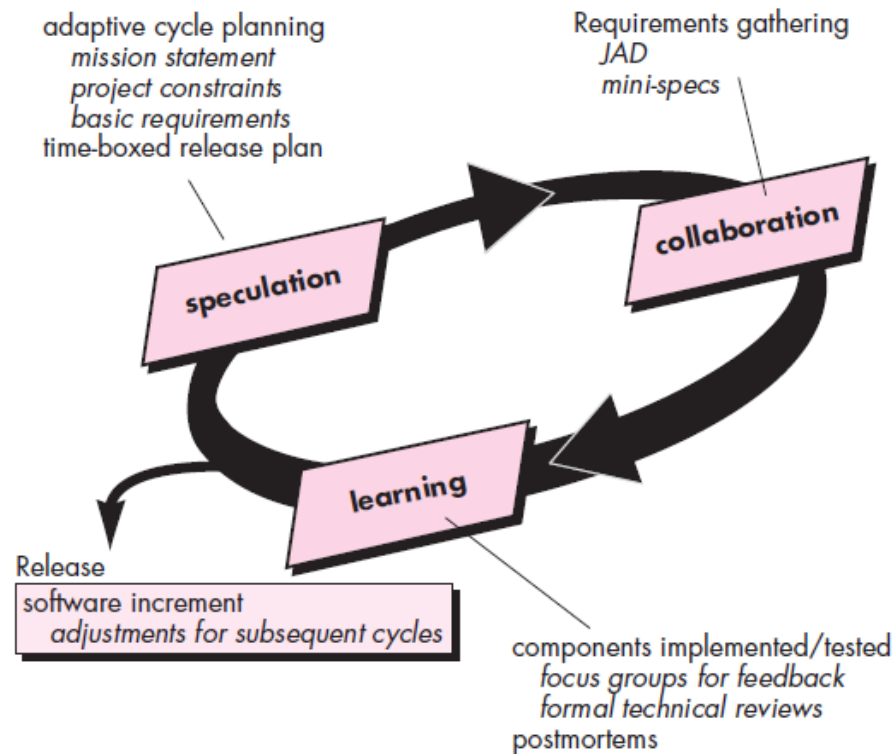 adaptive cycle planning
mission statement
project constraints
basic requirements
time-boxed release plan
Requirements gathering
JAD
mini-specs
speculation
collaboration
learning
Release
software increment
adjustments for subsequent cycles
components implemented/tested
focus groups for feedback
formal technical reviews
postmortems